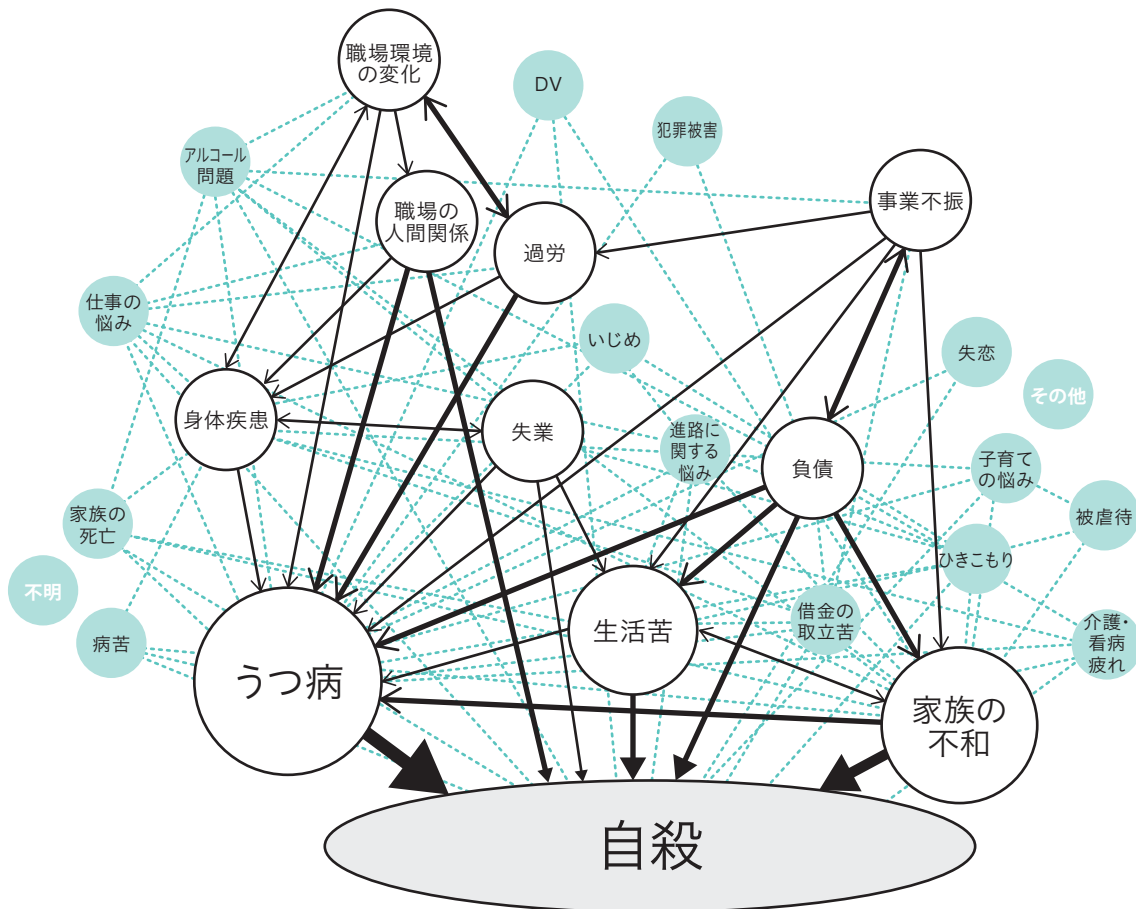 職場環境
の変化
DV
犯罪被害
アルコール
問題
職場の
人間関係
過労
事業不振
仕事の
悩み
いじめ
失恋
その他
身体疾患
失業
進路に
関する
悩み
負債
子育て
の悩み
家族の
死亡
被虐待
ひきこもり
不明
病苦
うつ病
生活苦
借金の
取立苦
介護・
看病
疲れ
家族の
不和
自殺